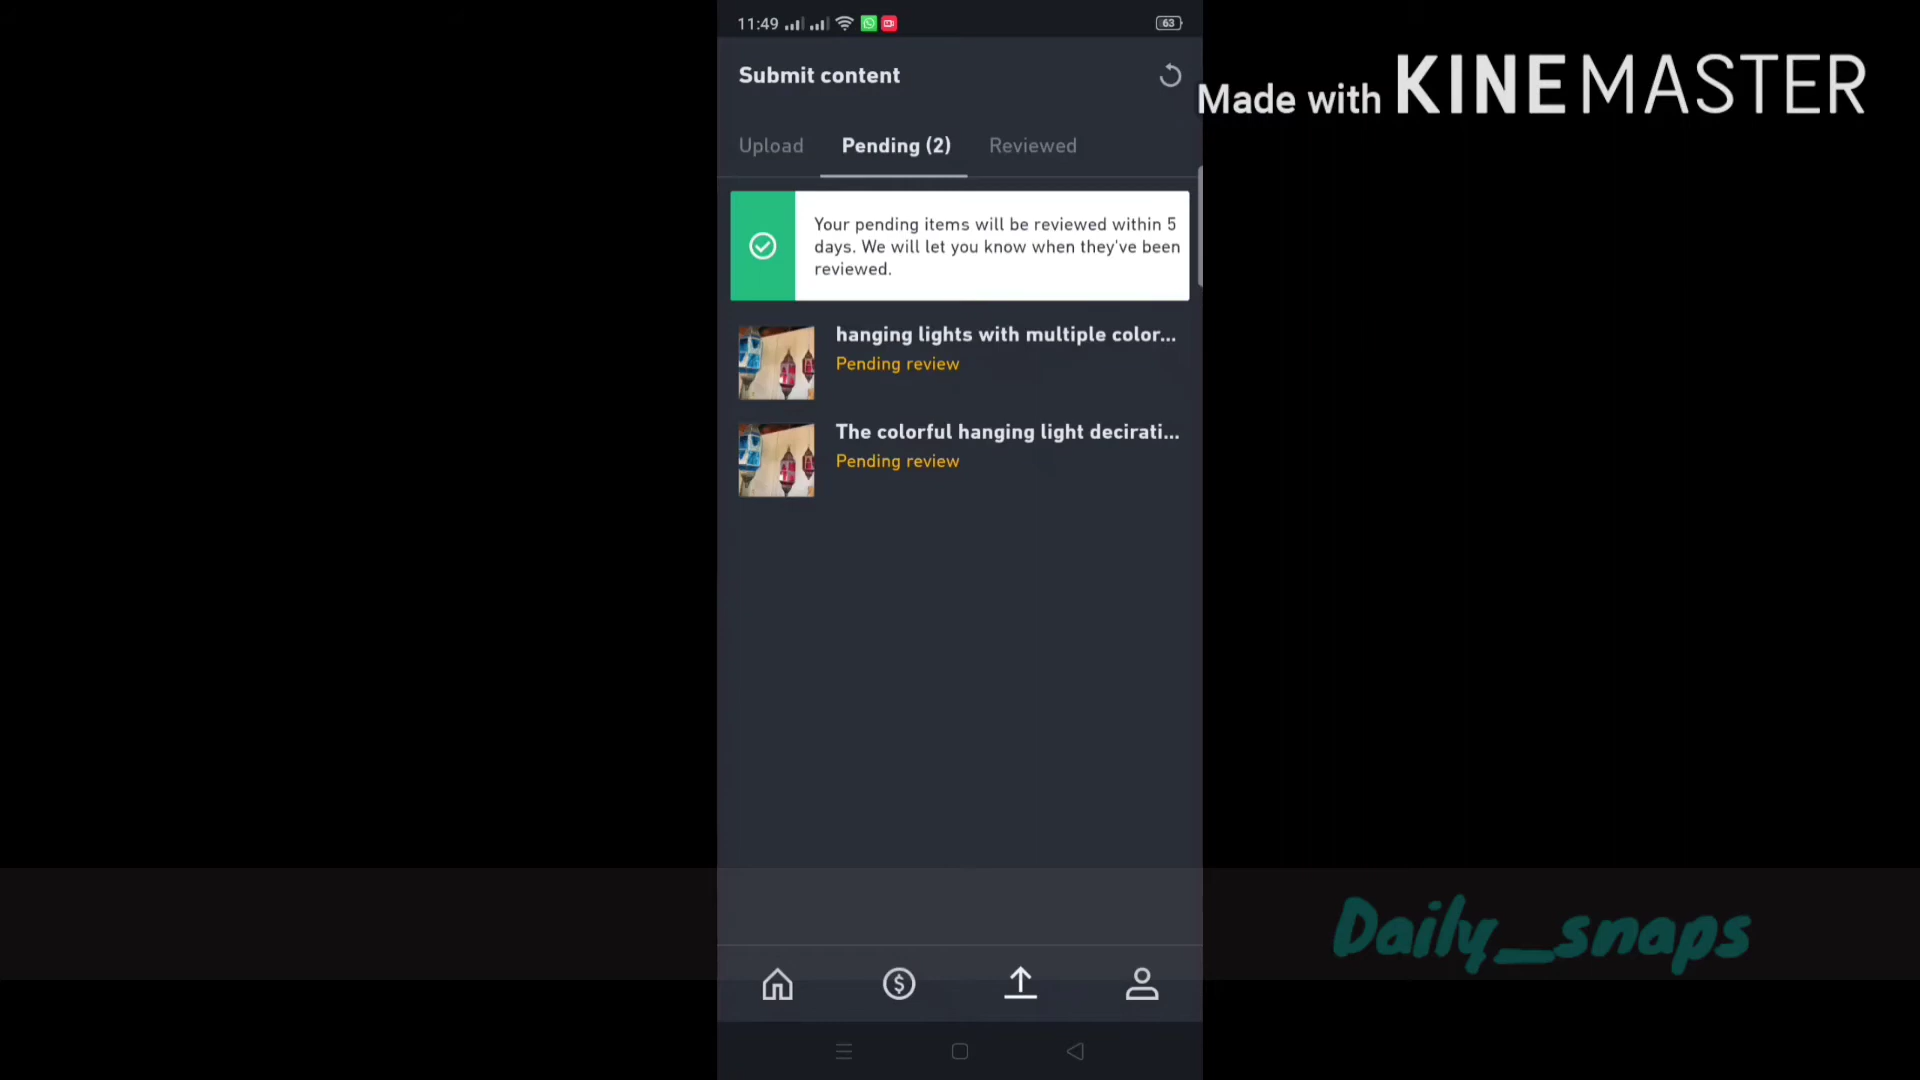 11:49
63
Submit content
Made with KINEMASTER
Upload
Pending (2)
Reviewed
Your pending items will be reviewed within 5
days. We will let you know when they've been
reviewed.
hanging lights with multiple color...
Pending review
The colorful hanging light decirati...
Pending review
Daily_snaps